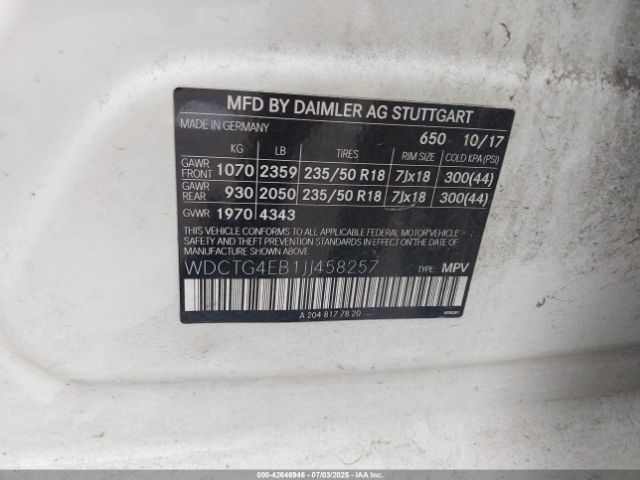 MFD BY DAIMLER AG STUTTGART
MADE IN GERMANY
650 10/17
KG LB TIRES RIM SIZE COLD KPA (PSI)
GAWR FRONT 1070 2359 235/50 R18 7Jx18 300(44)
GAWR REAR 930 2050 235/50 R18 7Jx18 300(44)
GVWR 1970 4343
THIS VEHICLE CONFORMS TO ALL APPLICABLE FEDERAL MOTOR VEHICLE
SAFETY BUMPER, AND THEFT PREVENTION STANDARDS IN EFFECT ON THE DATE OF
MANUFACTURE SHOWN ABOVE.
WDCTG4EB1JJ458257 TYPE: MPV
A 204 817 78 20
000-42646946 | 07/03/2025 | Copyright © IAA, LLC